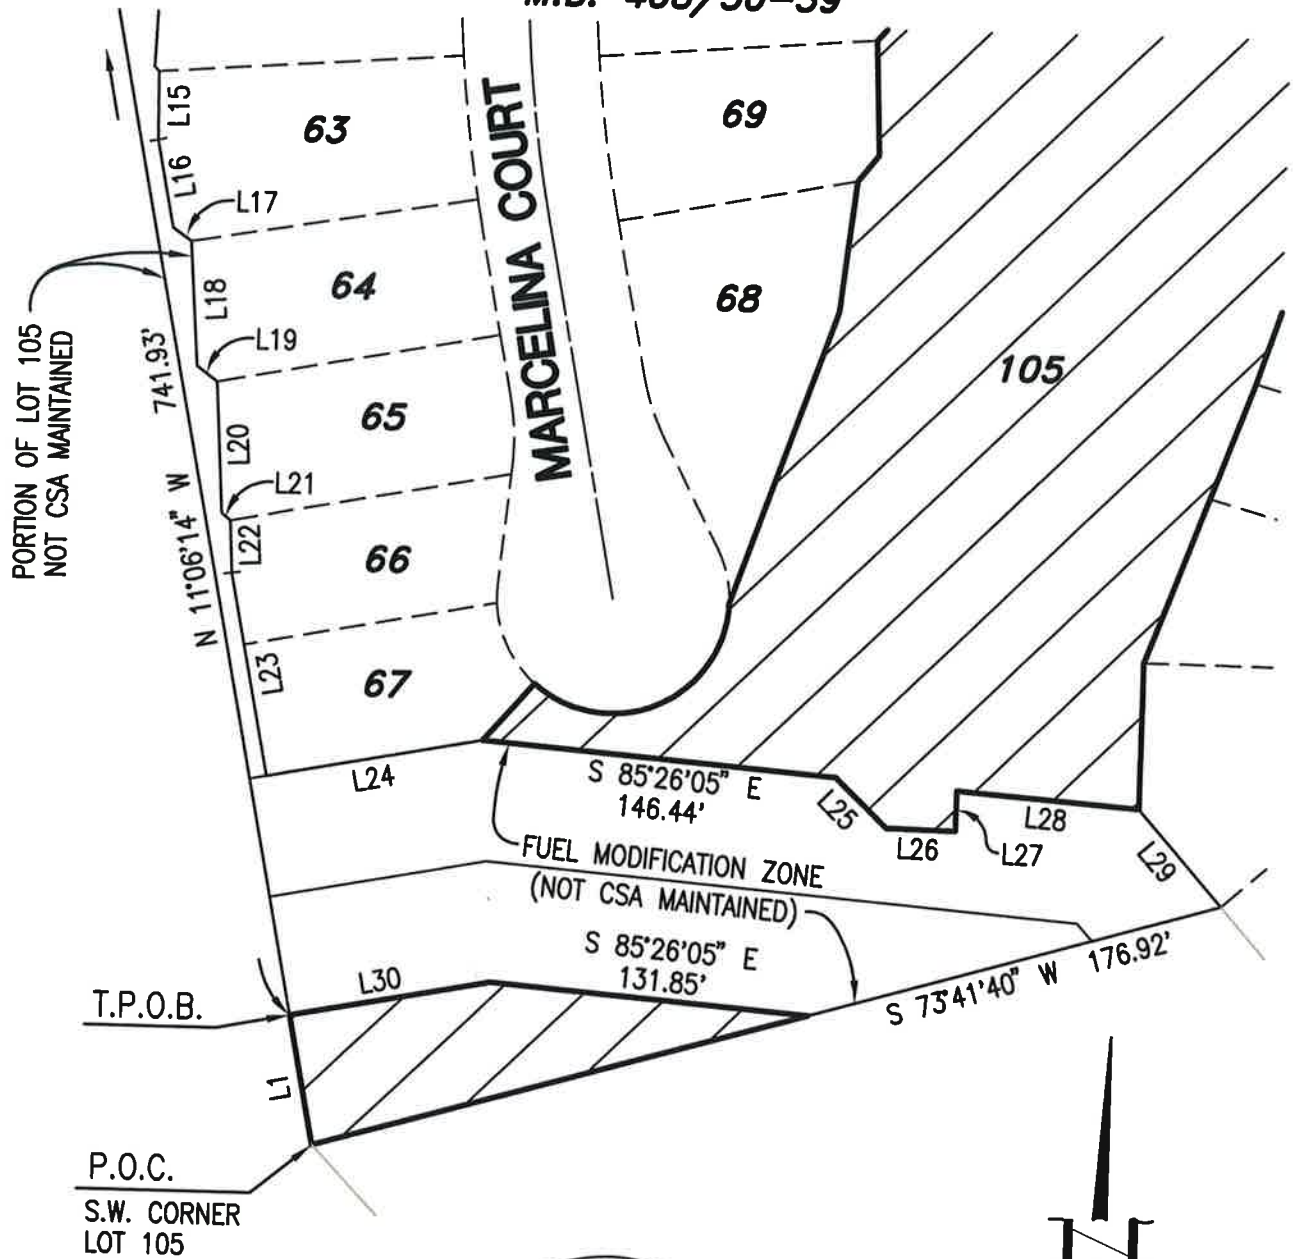 L15
63
69
L16
L17
MARCELINA COURT
PORTION OF LOT 105
NOT CSA MAINTAINED
L18
64
68
L19
741.93'
105
65
L20
L21
N 11°06'14" W
L22
66
L23
67
L24
S 85°26'05" E
146.44'
L25
L26
L27
L28
L29
FUEL MODIFICATION ZONE
(NOT CSA MAINTAINED)
S 85°26'05" E
131.85'
L30
S 73°41'40" W 176.92'
T.P.O.B.
L1
P.O.C.
S.W. CORNER
LOT 105